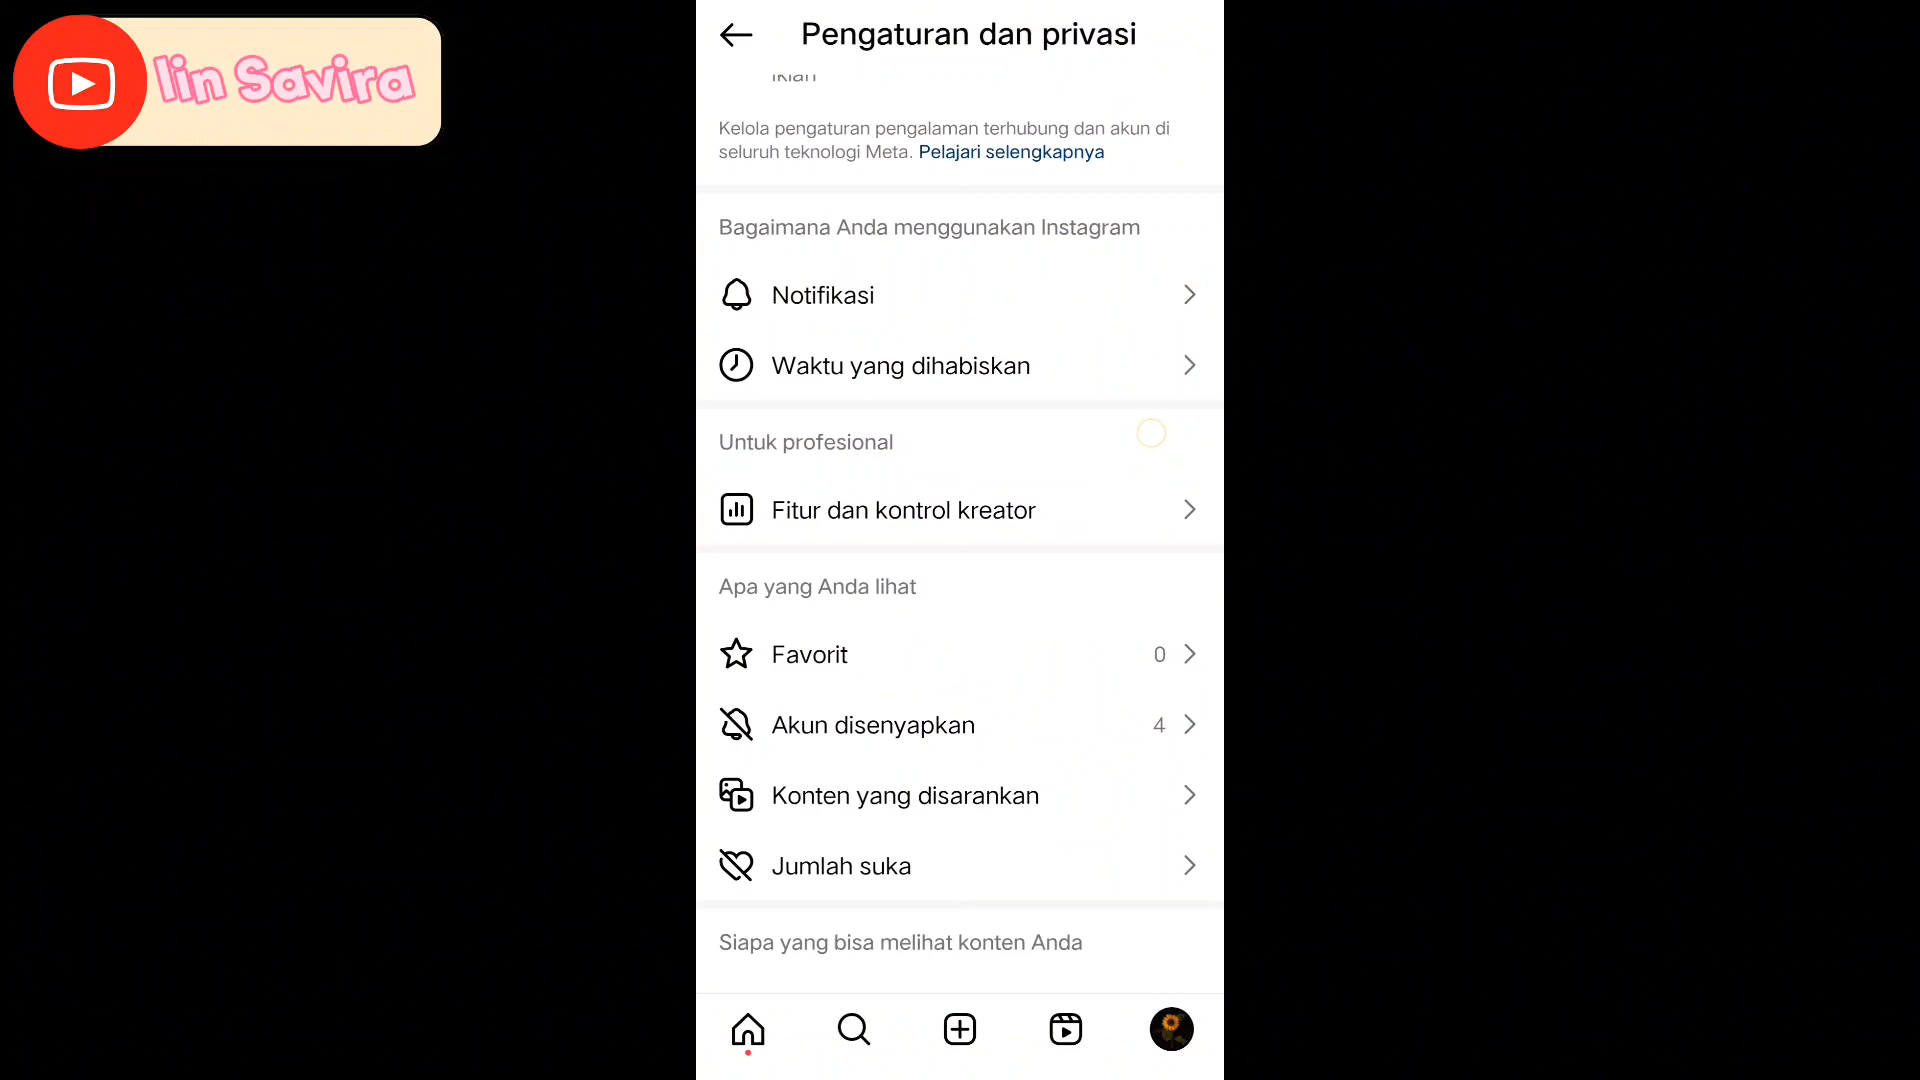 Iin Savira
Pengaturan dan privasi
iklan
Kelola pengaturan pengalaman terhubung dan akun di
seluruh teknologi Meta. Pelajari selengkapnya
Bagaimana Anda menggunakan Instagram
Notifikasi
Waktu yang dihabiskan
Untuk profesional
Fitur dan kontrol kreator
Apa yang Anda lihat
Favorit 0
Akun disenyapkan 4
Konten yang disarankan
Jumlah suka
Siapa yang bisa melihat konten Anda